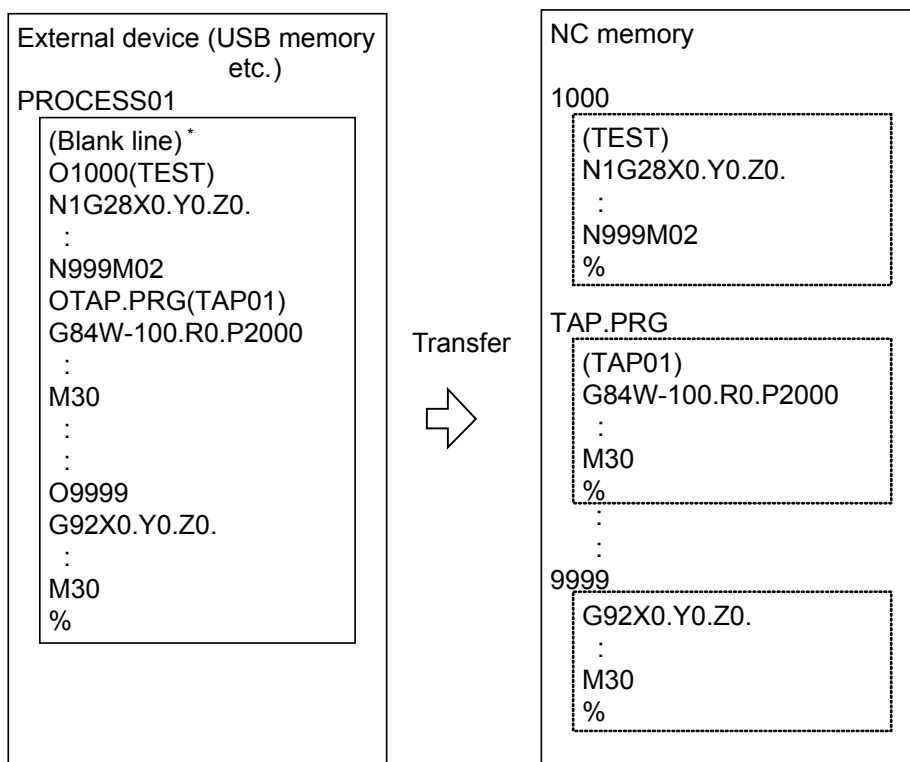 External device (USB memory
etc.)
PROCESS01
(Blank line) *
O1000(TEST)
N1G28X0.Y0.Z0.
:
N999M02
OTAP.PRG(TAP01)
G84W-100.R0.P2000
:
M30
:
:
O9999
G92X0.Y0.Z0.
:
M30
%
Transfer
NC memory
1000
(TEST)
N1G28X0.Y0.Z0.
:
N999M02
%
TAP.PRG
(TAP01)
G84W-100.R0.P2000
:
M30
%
:
:
9999
G92X0.Y0.Z0.
:
M30
%